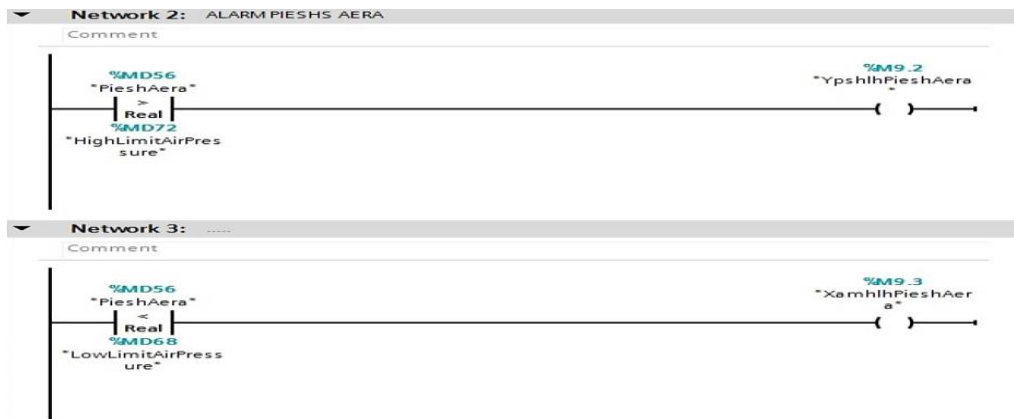 Network 2: ALARM PIESHS AERA
Comment
%MD56
"PieshAera"
>
Real
%MD72
"HighLimitAirPres
sure"
%M9.2
"YpshlhPieshAera
"
Network 3: .....
Comment
%MD56
"PieshAera"
<
Real
%MD68
"LowLimitAirPress
ure"
%M9.3
"XamhlhPieshAer
a"